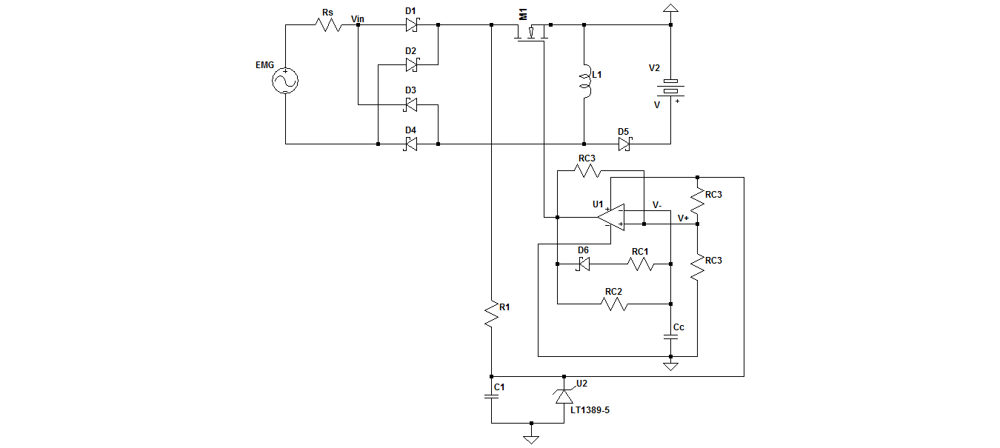 Rs
Vin
D1
M1
D2
EMG
V2
L1
D3
V
D4
D5
RC3
RC3
U1
V-
V+
D6
RC1
RC3
RC2
R1
Cc
C1
U2
LT1389-5